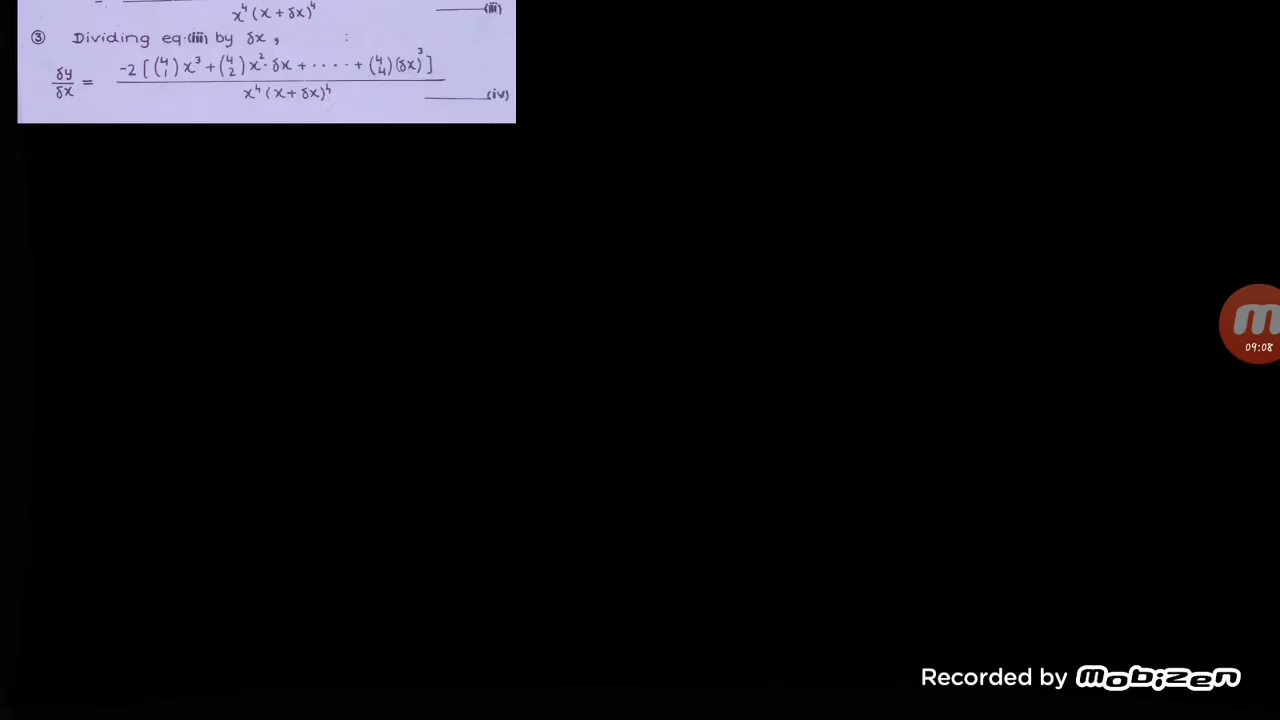 x⁴(x + δx)⁴ ———(iii)
③ Dividing eq.(iii) by δx , :
δy/δx = -2[(4 1)x³ + (4 2)x²·δx + ····· + (4 4)(δx)³]
x⁴(x + δx)⁴ ———(iv)
09:08
Recorded by mobizen